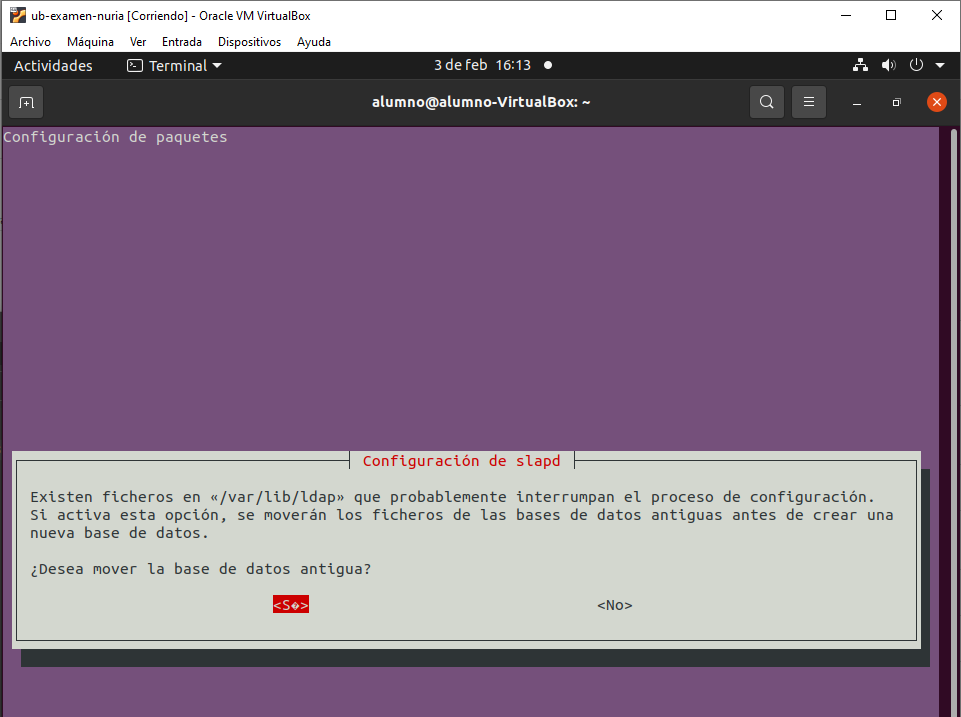 ub-examen-nuria [Corriendo] - Oracle VM VirtualBox
Archivo Máquina Ver Entrada Dispositivos Ayuda
Actividades Terminal 3 de feb 16:13
alumno@alumno-VirtualBox: ~
Configuración de paquetes
Configuración de slapd
Existen ficheros en «/var/lib/ldap» que probablemente interrumpan el proceso de configuración.
Si activa esta opción, se moverán los ficheros de las bases de datos antiguas antes de crear una
nueva base de datos.
¿Desea mover la base de datos antigua?
<S�> <No>